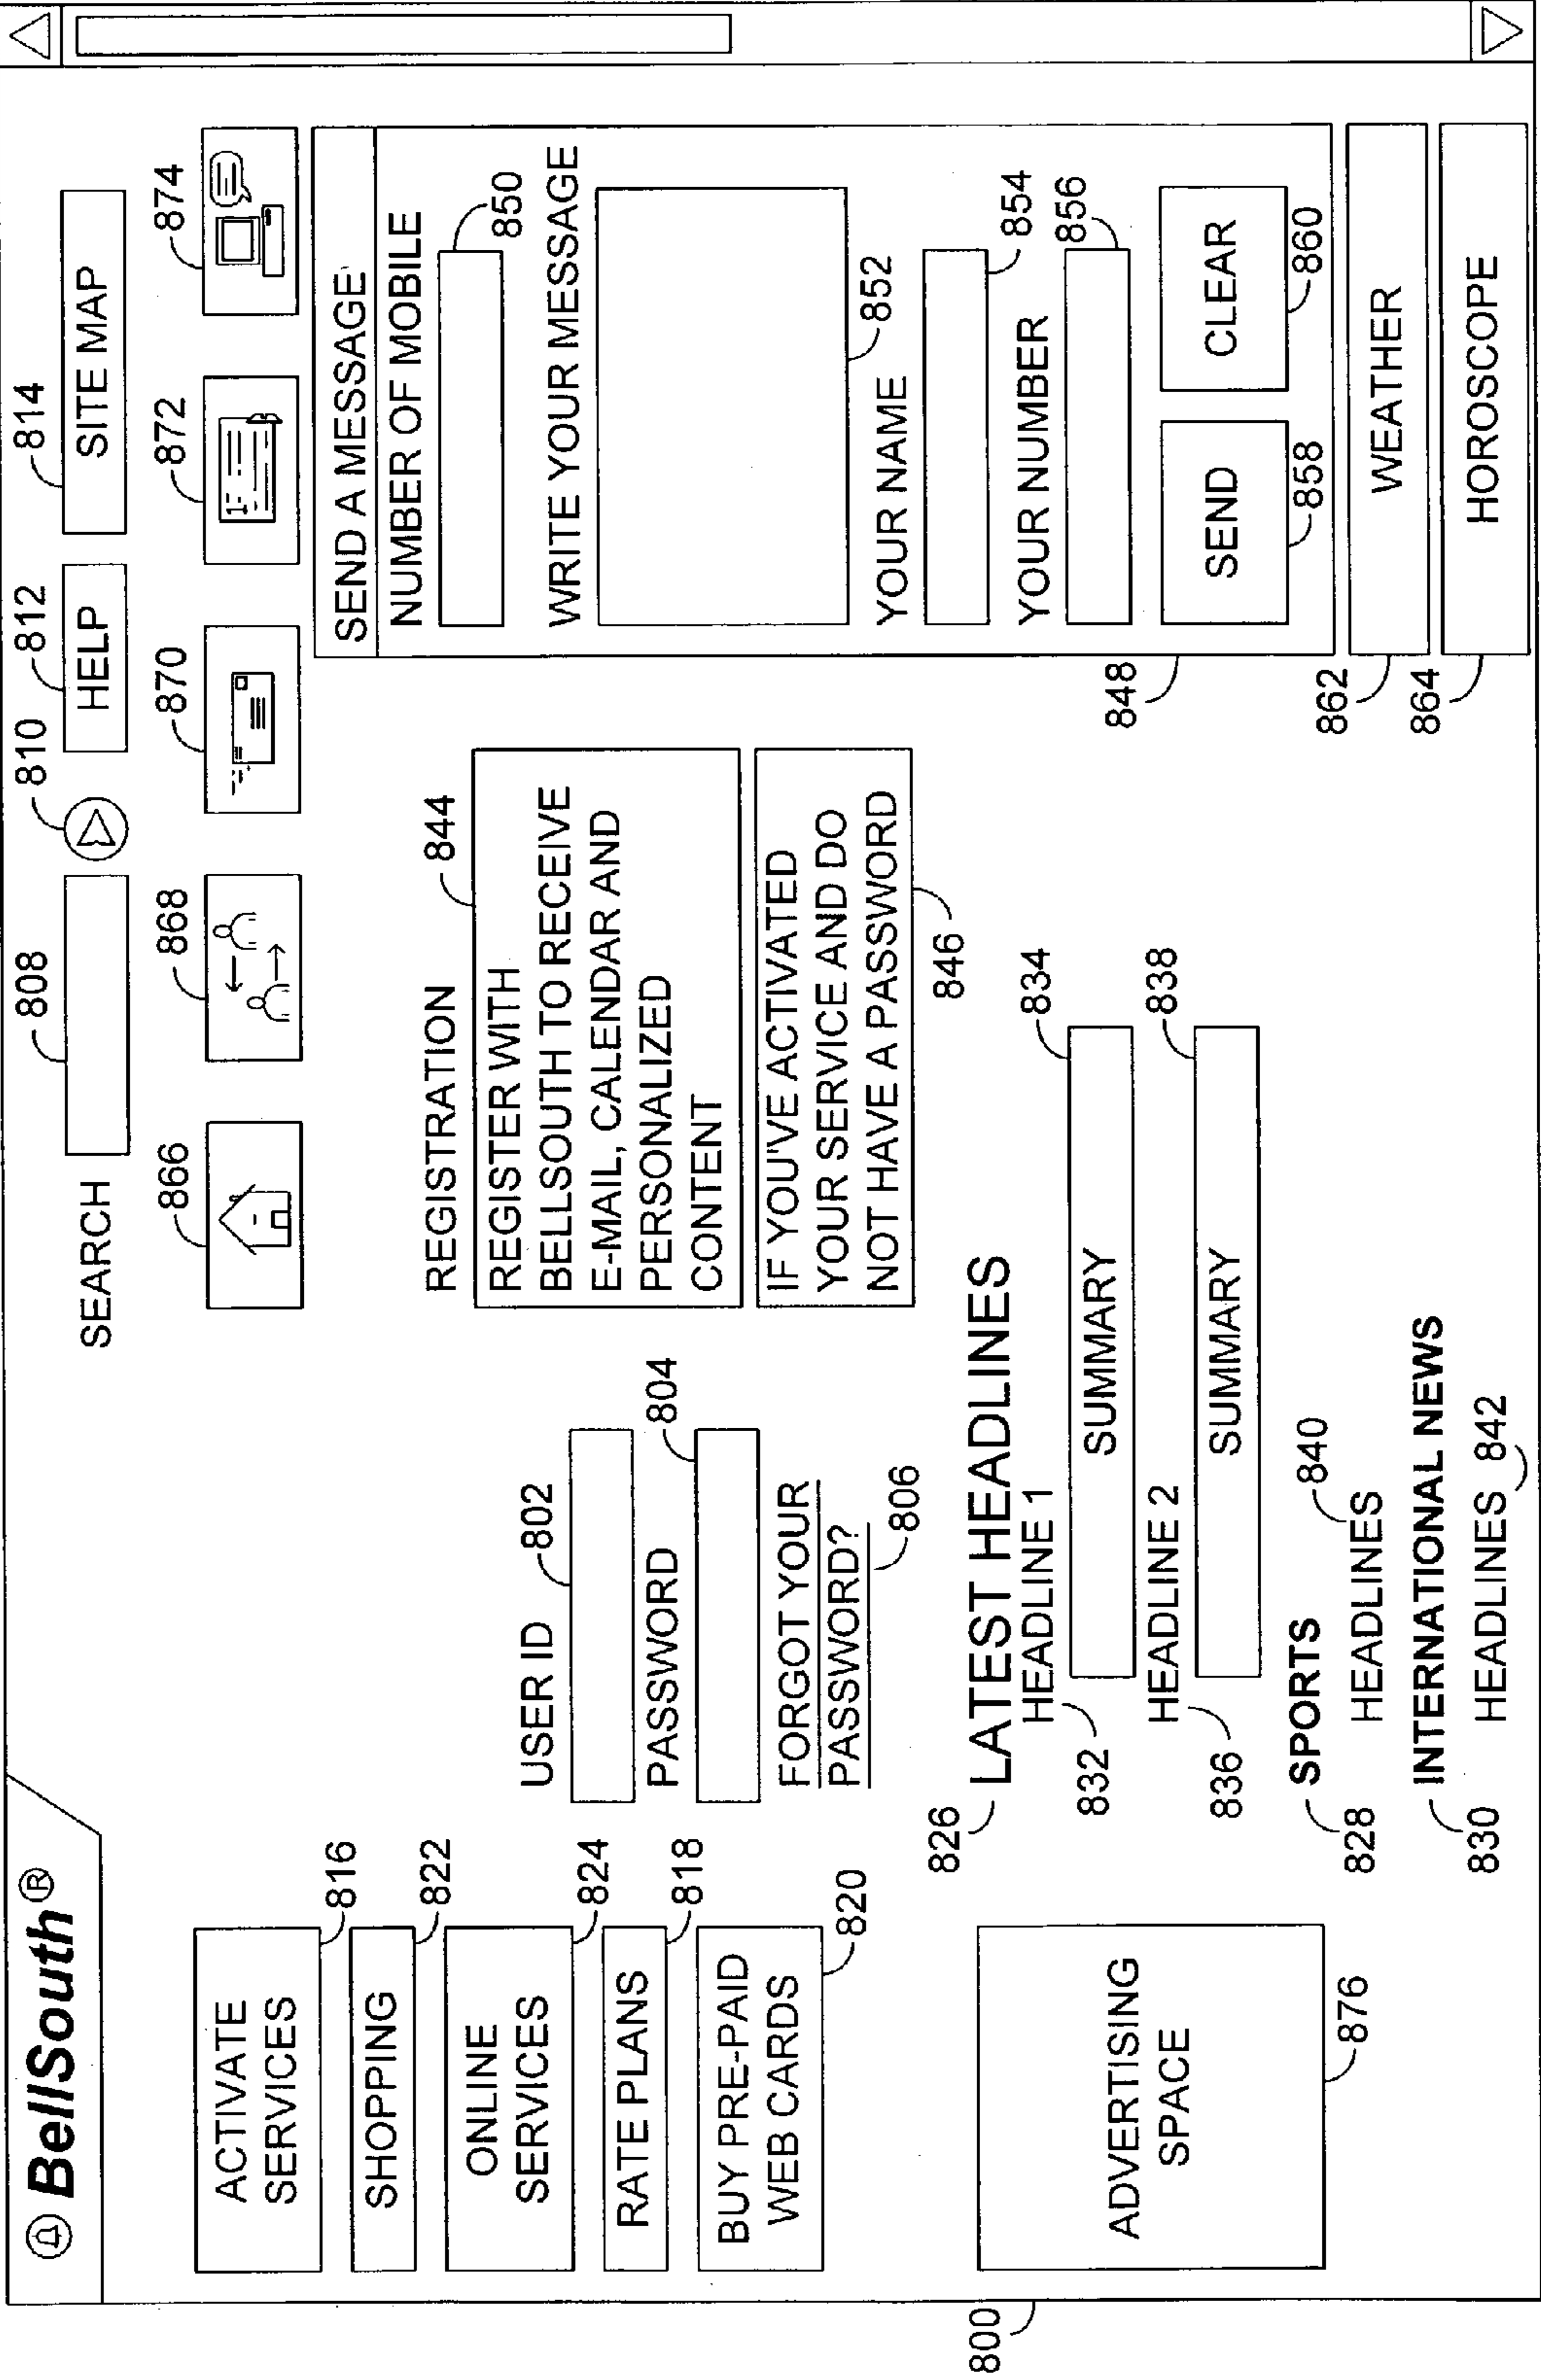 BellSouth®
SEARCH
808
810
812
HELP
814
SITE MAP
866
868
870
872
874
ACTIVATE
SERVICES
816
SHOPPING
822
ONLINE
SERVICES
824
RATE PLANS
818
BUY PRE-PAID
WEB CARDS
820
ADVERTISING
SPACE
876
800
USER ID
802
PASSWORD
804
FORGOT YOUR
PASSWORD?
806
REGISTRATION
844
REGISTER WITH
BELLSOUTH TO RECEIVE
E-MAIL, CALENDAR AND
PERSONALIZED
CONTENT
IF YOU'VE ACTIVATED
YOUR SERVICE AND DO
NOT HAVE A PASSWORD
846
826
LATEST HEADLINES
HEADLINE 1
832
834
SUMMARY
HEADLINE 2
836
838
SUMMARY
SPORTS
828
840
HEADLINES
INTERNATIONAL NEWS
830
HEADLINES
842
SEND A MESSAGE
NUMBER OF MOBILE
850
WRITE YOUR MESSAGE
852
YOUR NAME
854
YOUR NUMBER
856
SEND
858
CLEAR
860
848
WEATHER
862
HOROSCOPE
864